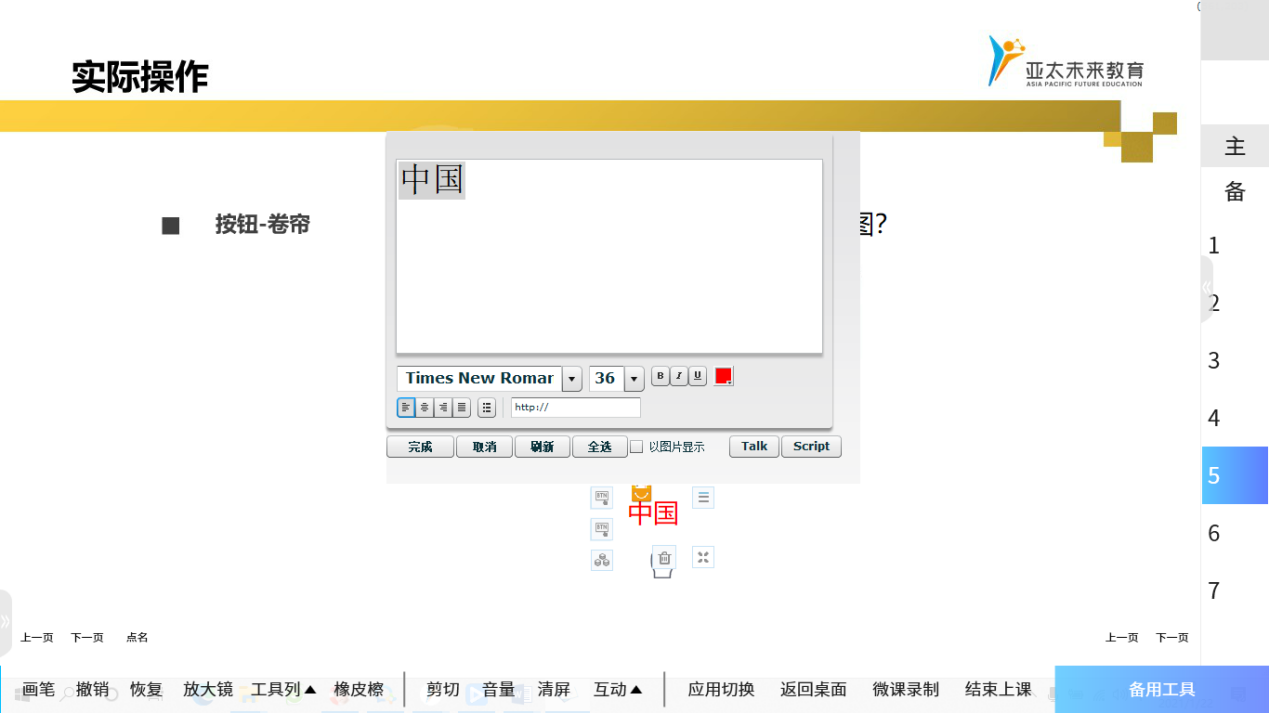 实际操作
亚太未来教育
ASIA PACIFIC FUTURE EDUCATION
主
备
中国
按钮-卷帘
图?
1
2
3
4
5
6
7
Times New Romar
36
B I U
http://
完成 取消 刷新 全选 以图片显示 Talk Script
BTN
中国
BTN
上一页 下一页 点名
上一页 下一页
画笔 撤销 恢复 放大镜 工具列▲ 橡皮檫 剪切 音量 清屏 互动▲ 应用切换 返回桌面 微课录制 结束上课 备用工具